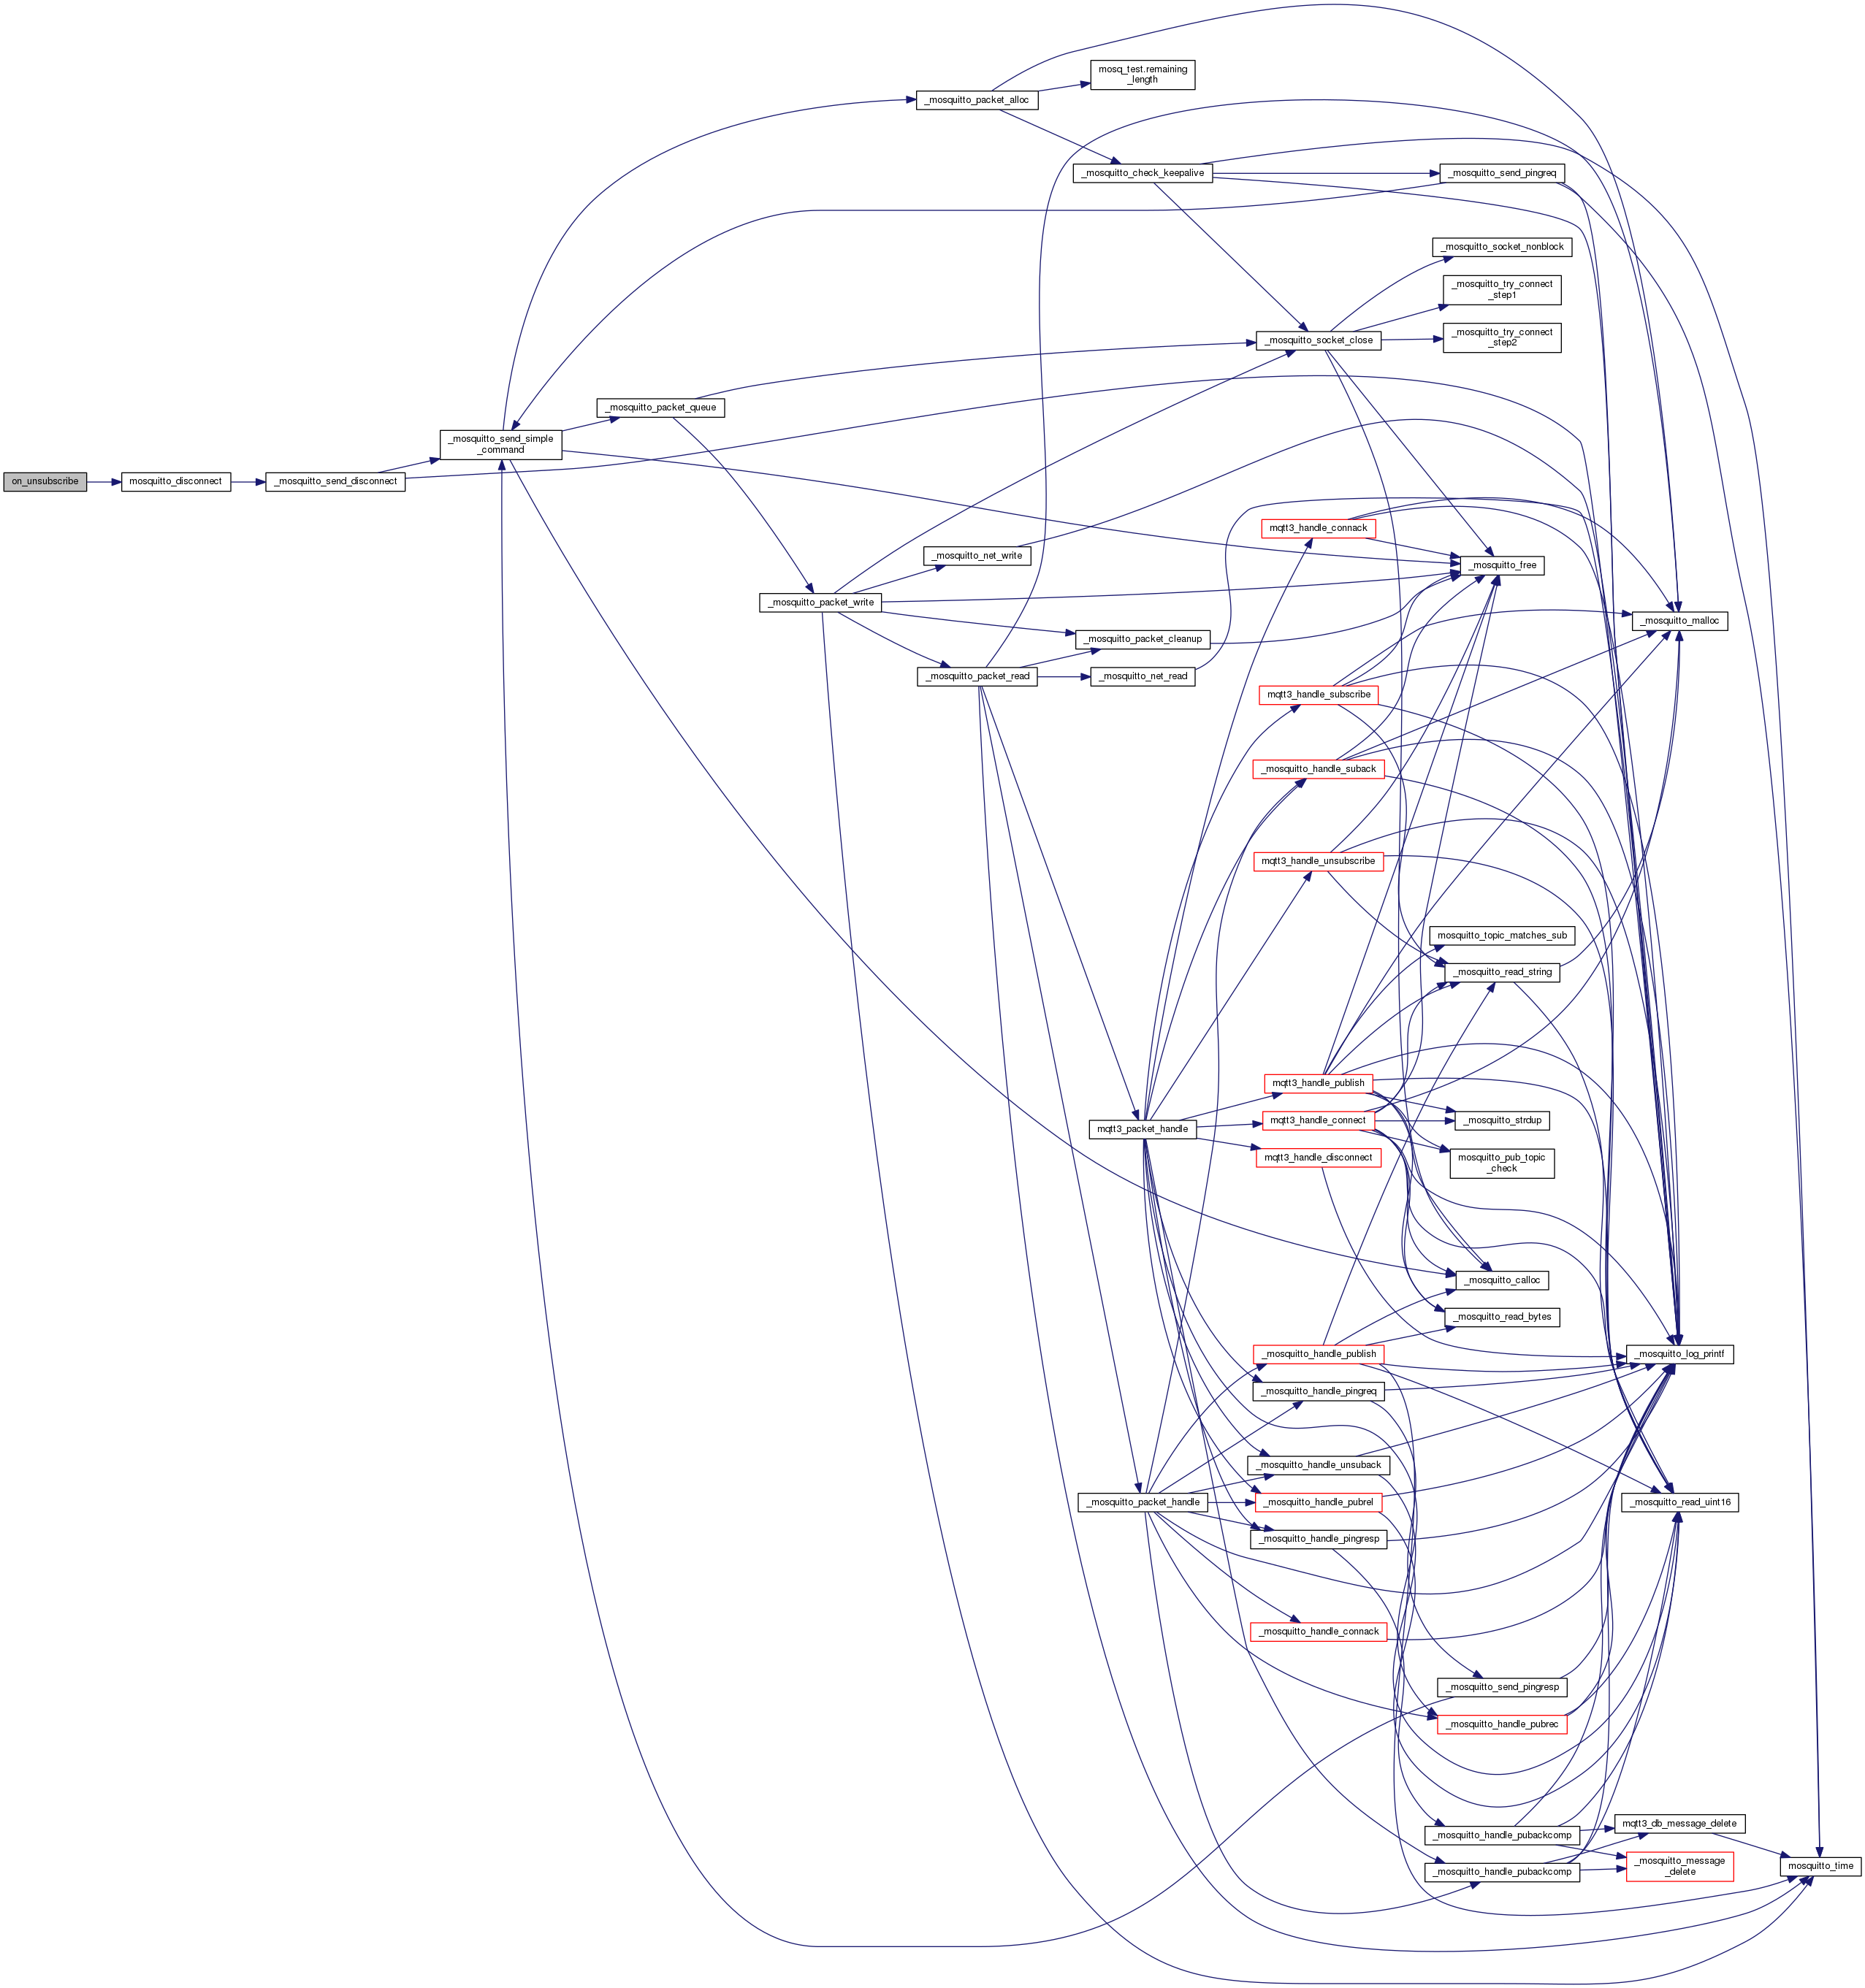 mosq_test.remaining
_length
_mosquitto_packet_alloc
_mosquitto_check_keepalive
_mosquitto_send_pingreq
_mosquitto_socket_nonblock
_mosquitto_try_connect
_step1
_mosquitto_try_connect
_step2
_mosquitto_socket_close
_mosquitto_packet_queue
_mosquitto_send_simple
_command
on_unsubscribe
mosquitto_disconnect
_mosquitto_send_disconnect
mqtt3_handle_connack
_mosquitto_net_write
_mosquitto_free
_mosquitto_packet_write
_mosquitto_malloc
_mosquitto_packet_cleanup
_mosquitto_packet_read
_mosquitto_net_read
mqtt3_handle_subscribe
_mosquitto_handle_suback
mqtt3_handle_unsubscribe
mosquitto_topic_matches_sub
_mosquitto_read_string
mqtt3_handle_publish
mqtt3_handle_connect
_mosquitto_strdup
mqtt3_packet_handle
mqtt3_handle_disconnect
mosquitto_pub_topic
_check
_mosquitto_calloc
_mosquitto_read_bytes
_mosquitto_handle_publish
_mosquitto_log_printf
_mosquitto_handle_pingreq
_mosquitto_handle_unsuback
_mosquitto_packet_handle
_mosquitto_handle_pubrel
_mosquitto_read_uint16
_mosquitto_handle_pingresp
_mosquitto_handle_connack
_mosquitto_send_pingresp
_mosquitto_handle_pubrec
mqtt3_db_message_delete
_mosquitto_handle_pubackcomp
_mosquitto_message
_delete
mosquitto_time
_mosquitto_handle_pubackcomp